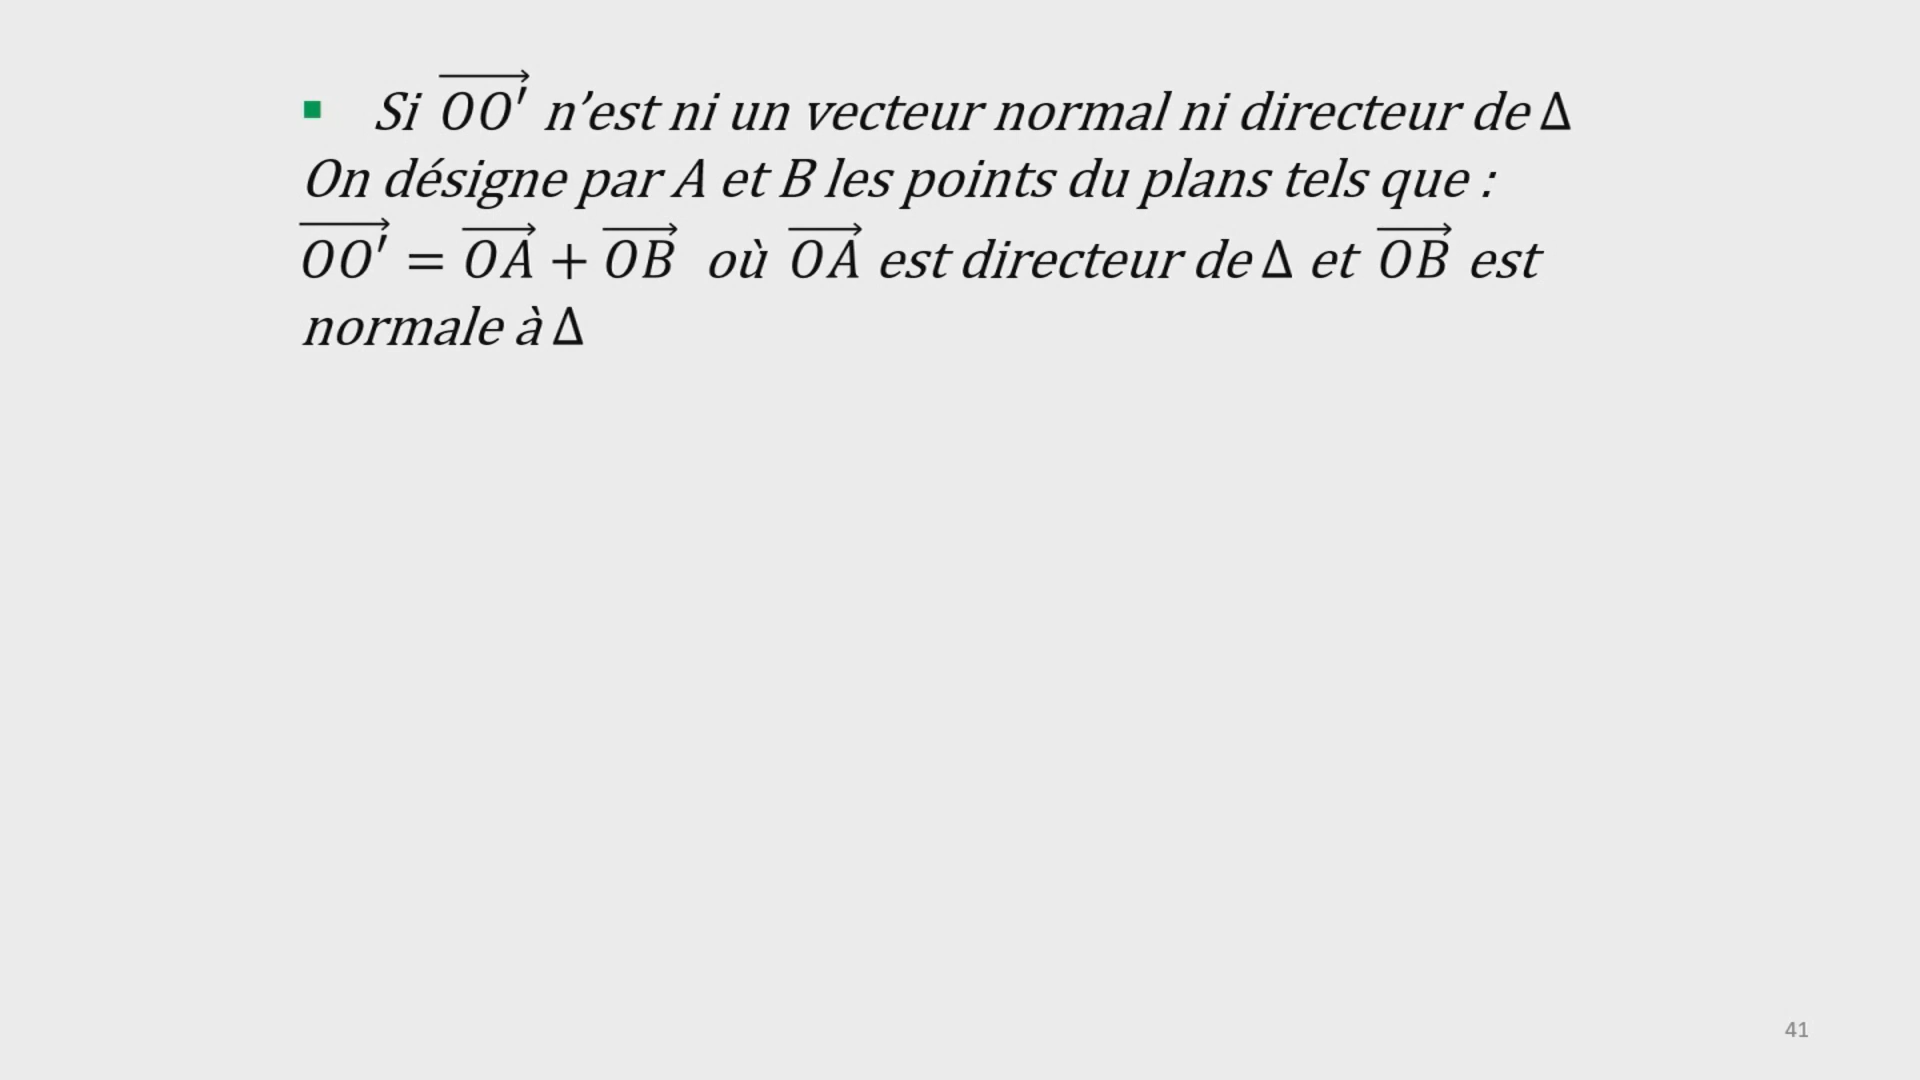 ▪ Si $\overrightarrow{OO'}$ n’est ni un vecteur normal ni directeur de Δ
On désigne par A et B les points du plans tels que :
$\overrightarrow{OO'} = \overrightarrow{OA} + \overrightarrow{OB}$ où $\overrightarrow{OA}$ est directeur de Δ et $\overrightarrow{OB}$ est
normale à Δ
41